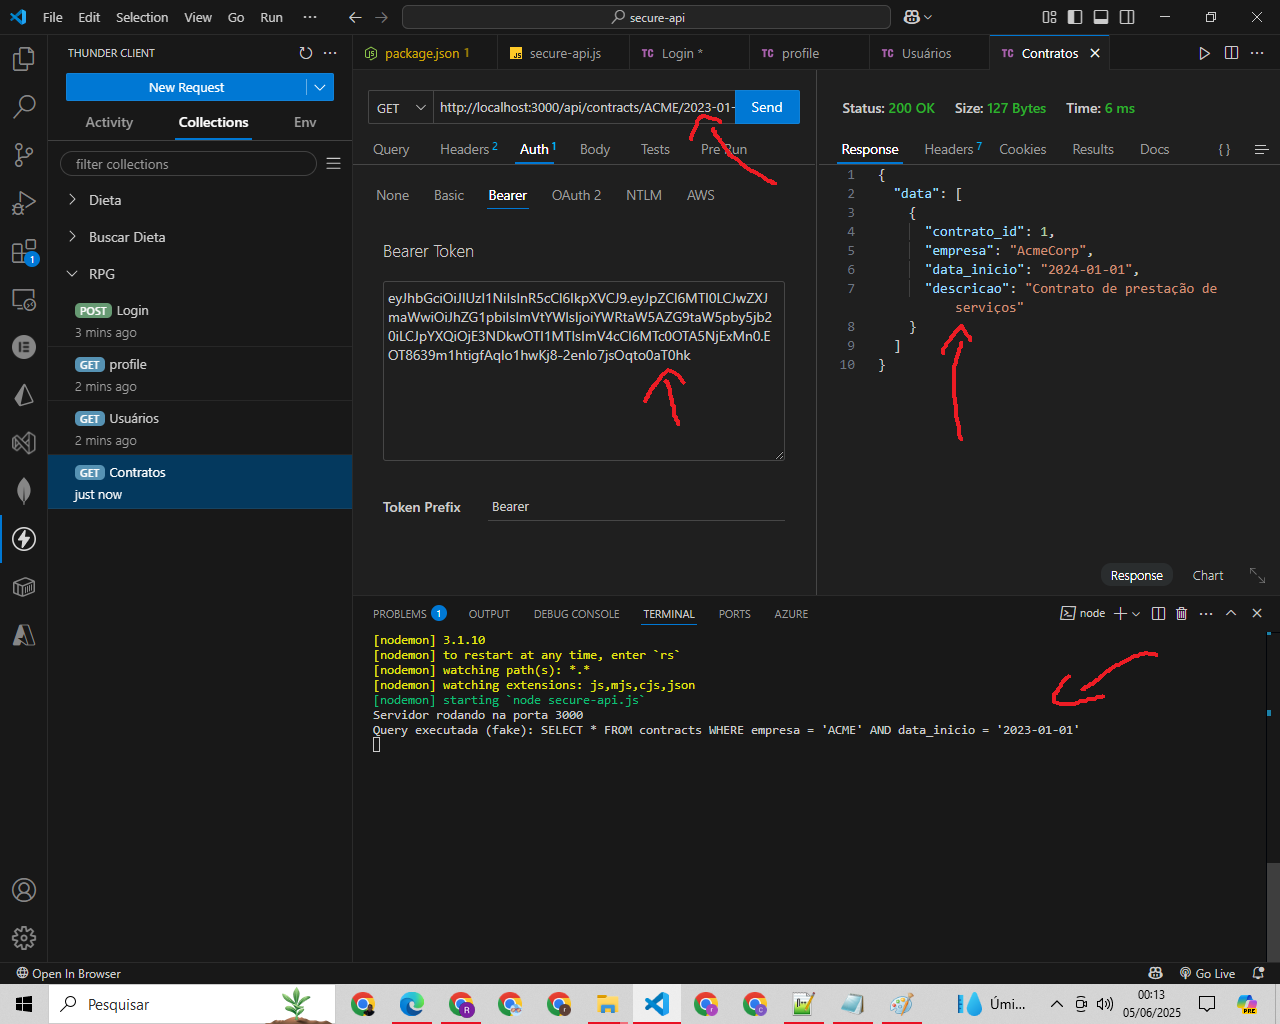 File Edit Selection View Go Run ··· secure-api
THUNDER CLIENT
New Request
Activity Collections Env
filter collections
Dieta
Buscar Dieta
RPG
POST Login
3 mins ago
GET profile
2 mins ago
GET Usuários
2 mins ago
GET Contratos
just now
package.json 1 secure-api.js TC Login * TC profile TC Usuários TC Contratos
GET http://localhost:3000/api/contracts/ACME/2023-01- Send
Query Headers 2 Auth 1 Body Tests Pre Run
None Basic Bearer OAuth 2 NTLM AWS
Bearer Token
Token Prefix Bearer
Status: 200 OK Size: 127 Bytes Time: 6 ms
Response Headers 7 Cookies Results Docs { }
1 {
2 "data": [
3 {
4 "contrato_id": 1,
5 "empresa": "AcmeCorp",
6 "data_inicio": "2024-01-01",
7 "descricao": "Contrato de prestação de
serviços"
8 }
9 ]
10 }
Response Chart
PROBLEMS 1 OUTPUT DEBUG CONSOLE TERMINAL PORTS AZURE node
[nodemon] 3.1.10
[nodemon] to restart at any time, enter `rs`
[nodemon] watching path(s): *.*
[nodemon] watching extensions: js,mjs,cjs,json
[nodemon] starting `node secure-api.js`
Servidor rodando na porta 3000
Query executada (fake): SELECT * FROM contracts WHERE empresa = 'ACME' AND data_inicio = '2023-01-01'
1
Open In Browser Go Live
Pesquisar Úmi... 00:13
05/06/2025
PRE